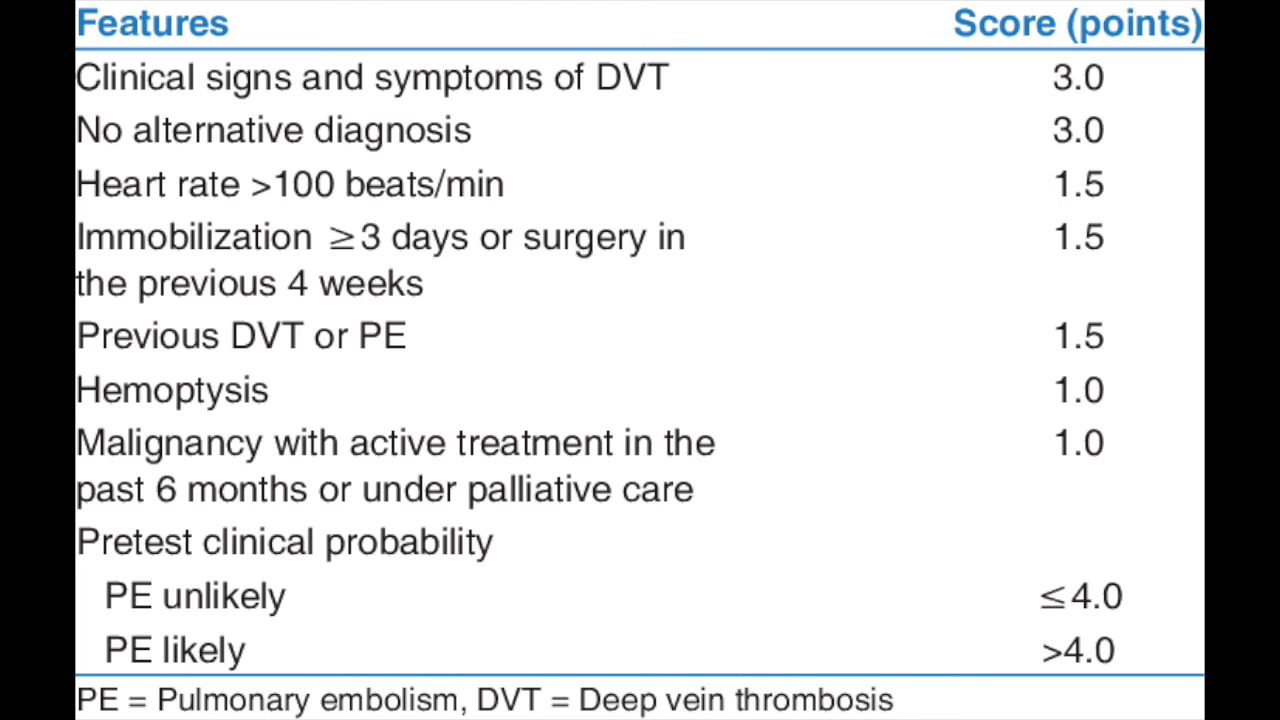 Features Score (points)
Clinical signs and symptoms of DVT 3.0
No alternative diagnosis 3.0
Heart rate >100 beats/min 1.5
Immobilization ≥3 days or surgery in 1.5
the previous 4 weeks
Previous DVT or PE 1.5
Hemoptysis 1.0
Malignancy with active treatment in the 1.0
past 6 months or under palliative care
Pretest clinical probability
PE unlikely ≤4.0
PE likely >4.0
PE = Pulmonary embolism, DVT = Deep vein thrombosis